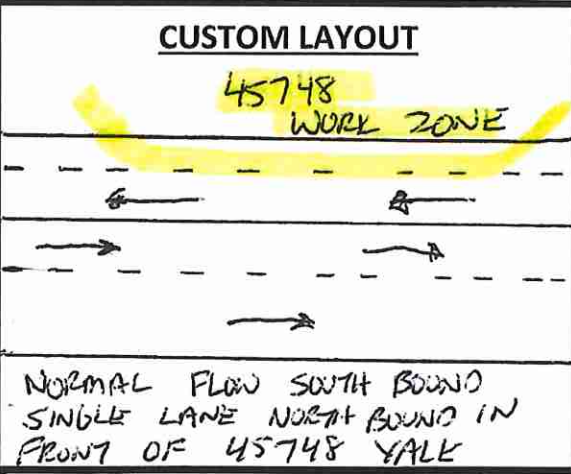 CUSTOM LAYOUT
45748
WORK ZONE
NORMAL FLOW SOUTH BOUND
SINGLE LANE NORTH BOUND IN
FRONT OF 45748 YALE